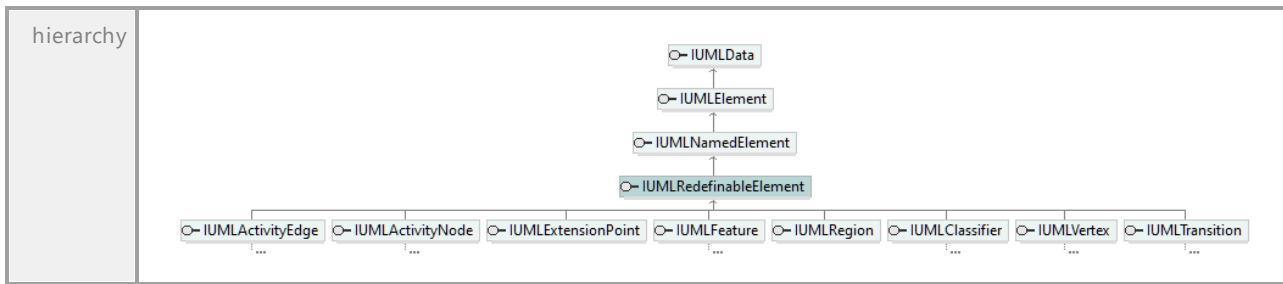 hierarchy
IUMLData
IUMLElement
IUMLNamedElement
IUMLRedefinableElement
IUMLActivityEdge IUMLActivityNode IUMLExtensionPoint IUMLFeature IUMLRegion IUMLClassifier IUMLVertex IUMLTransition
... ... ... ... ... ...